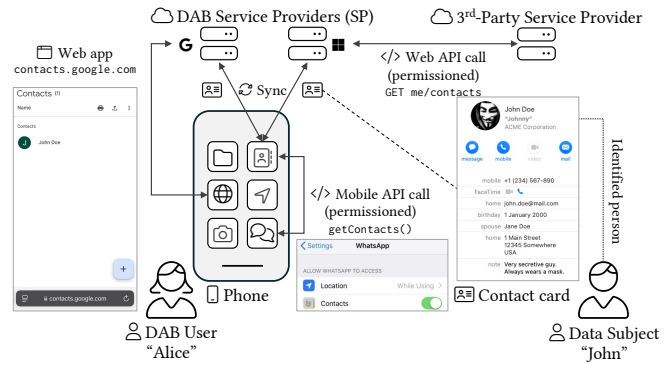 DAB Service Providers (SP)
3rd-Party Service Provider
Web app
contacts.google.com
G
</> Web API call
(permissioned)
GET me/contacts
Sync
Contacts (1)
Name
Contacts
J
John Doe
+
contacts.google.com
</> Mobile API call
(permissioned)
getContacts()
John Doe
"Johnny"
ACME Corporation
message
mobile
video
mail
mobile +1 (234) 567-890
FaceTime
home john.doe@mail.com
birthday 1 January 2000
spouse Jane Doe
home 1 Main Street
12345 Somewhere
USA
note Very secretive guy.
Always wears a mask.
Identified person
Settings WhatsApp
ALLOW WHATSAPP TO ACCESS
Location While Using >
Contacts
Phone
Contact card
DAB User
“Alice”
Data Subject
“John”